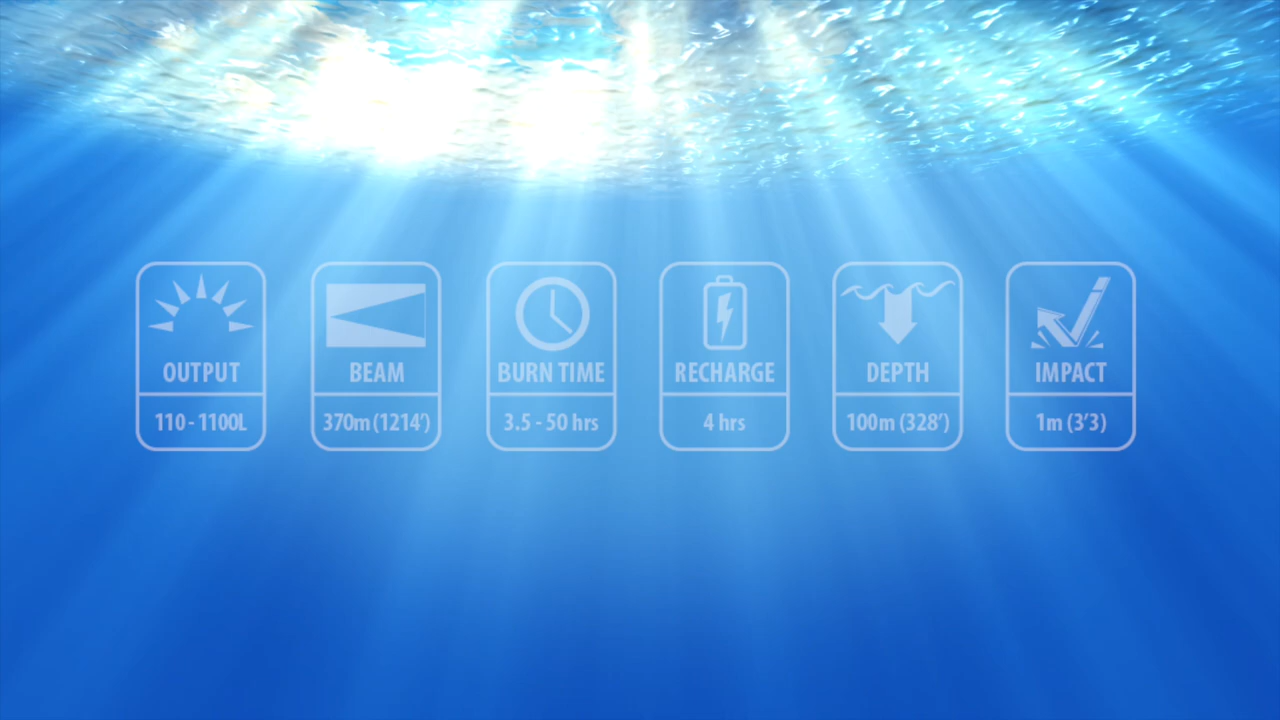 OUTPUT
110 - 1100L
BEAM
370m (1214’)
BURN TIME
3.5 - 50 hrs
RECHARGE
4 hrs
DEPTH
100m (328’)
IMPACT
1m (3’3)